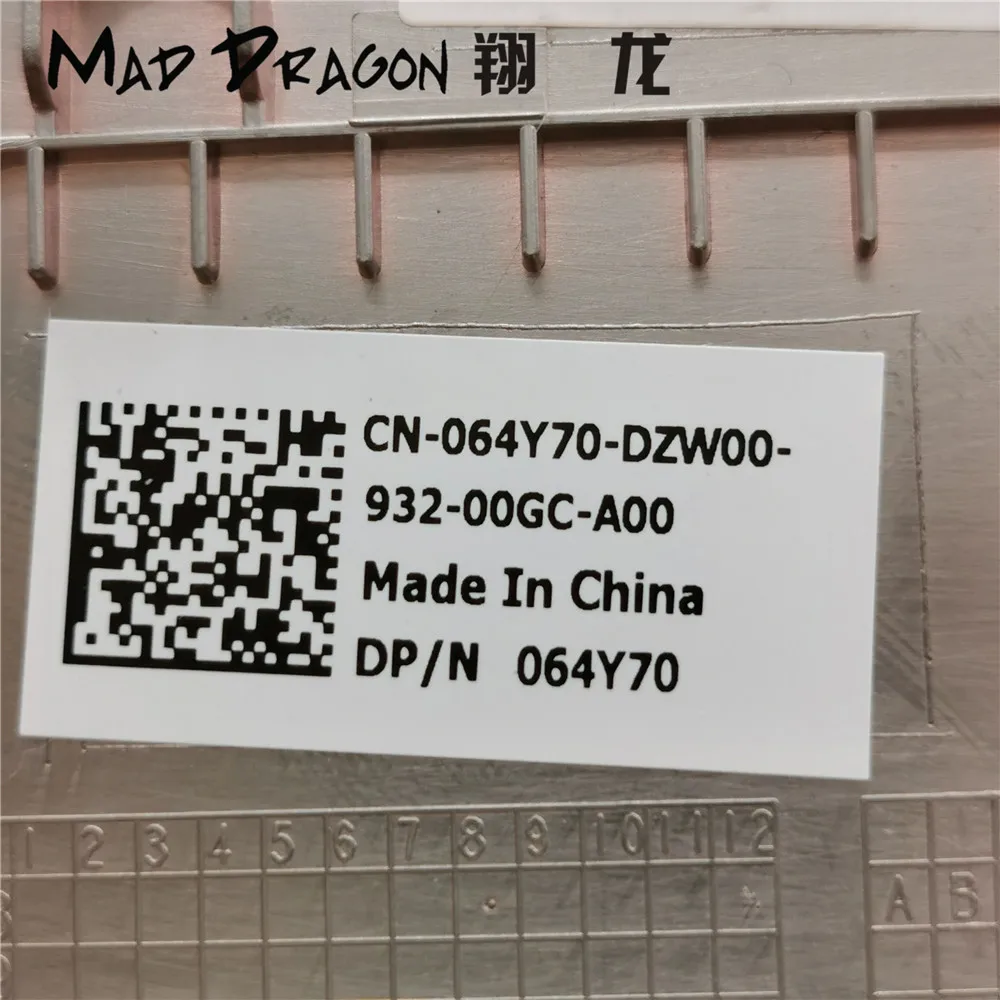 MAD DRAGON 翔 龙
CN-064Y70-DZW00-
932-00GC-A00
Made In China
DP/N 064Y70
1 2 3 4 5 6 7 8 9 10 11 12
A B